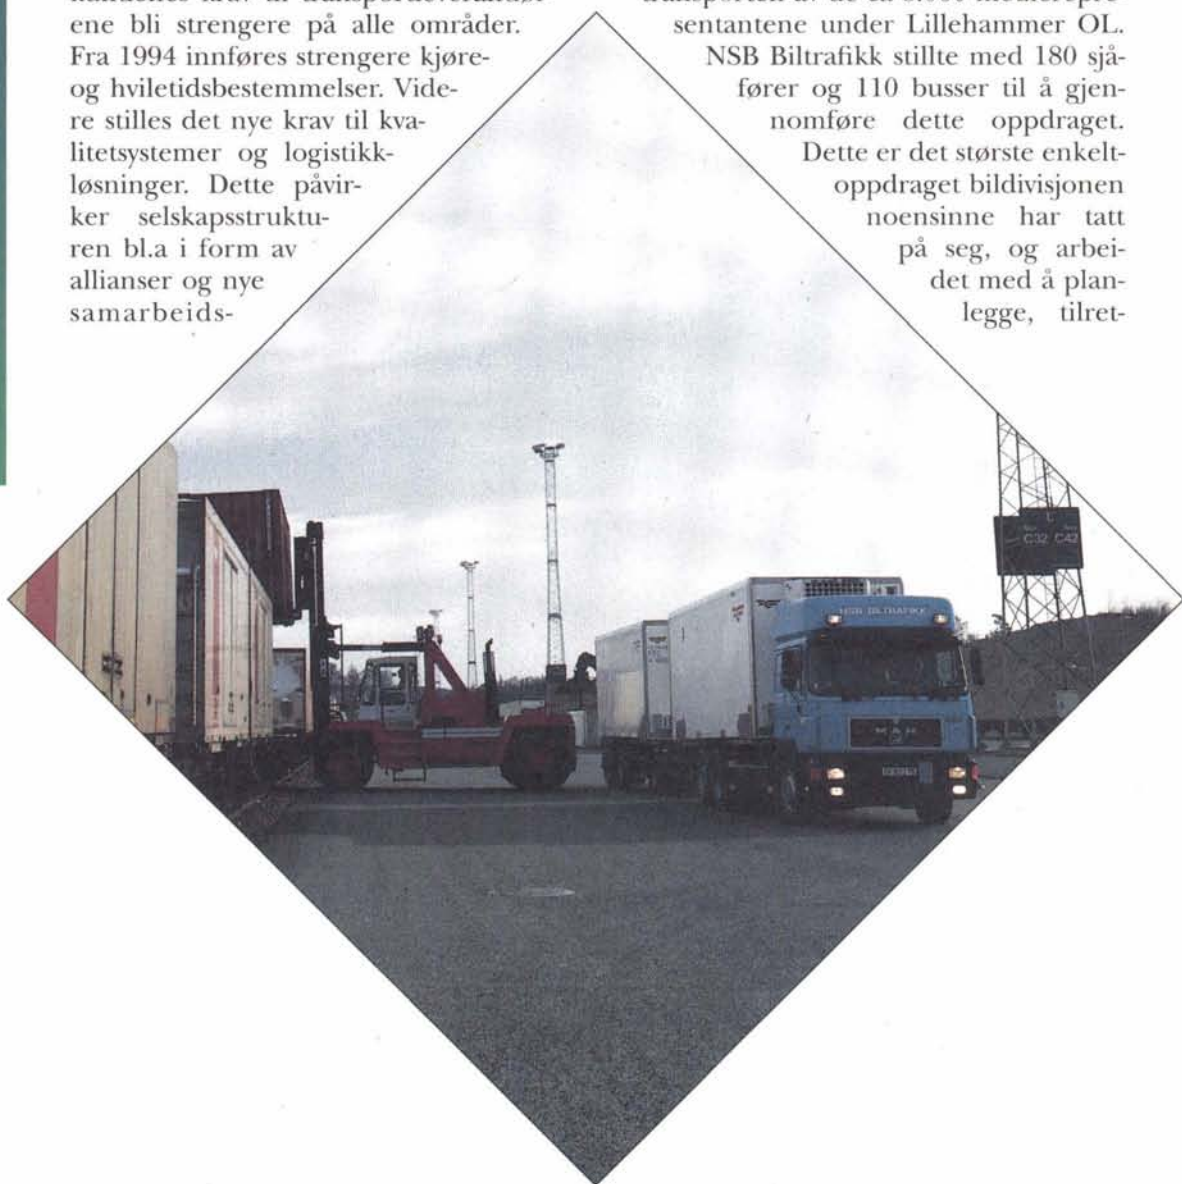 ene bli strengere på alle områder.
Fra 1994 innføres strengere kjøre-
og hviletidsbestemmelser. Vide-
re stilles det nye krav til kva-
litetsystemer og logistikk-
løsninger. Dette påvir-
ker selskapsstruktu-
ren bl.a i form av
allianser og nye
samarbeids-
sentantene under Lillehammer OL.
NSB Biltrafikk stillte med 180 sjå-
fører og 110 busser til å gjen-
nomføre dette oppdraget.
Dette er det største enkelt-
oppdraget bildivisjonen
noensinne har tatt
på seg, og arbei-
det med å plan-
legge, tilret-
C32 C42
NSB BILTRAFIKK
MAN